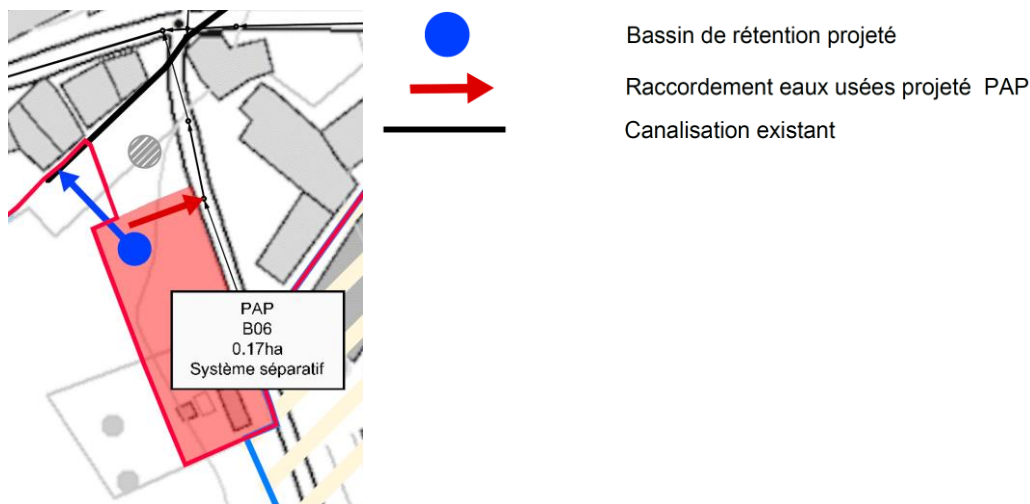 Bassin de rétention projeté
Raccordement eaux usées projeté PAP
Canalisation existant
PAP
B06
0.17ha
Système séparatif